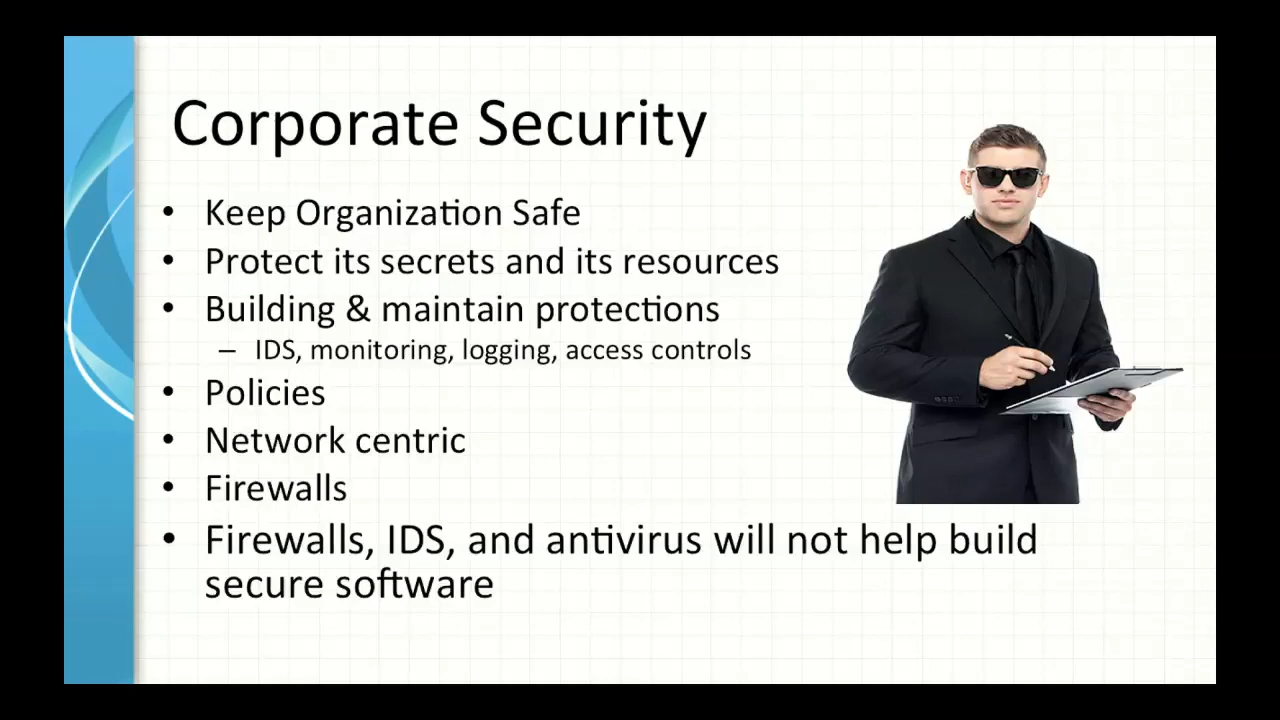 Corporate Security
• Keep Organization Safe
• Protect its secrets and its resources
• Building & maintain protections
– IDS, monitoring, logging, access controls
• Policies
• Network centric
• Firewalls
• Firewalls, IDS, and antivirus will not help build
secure software